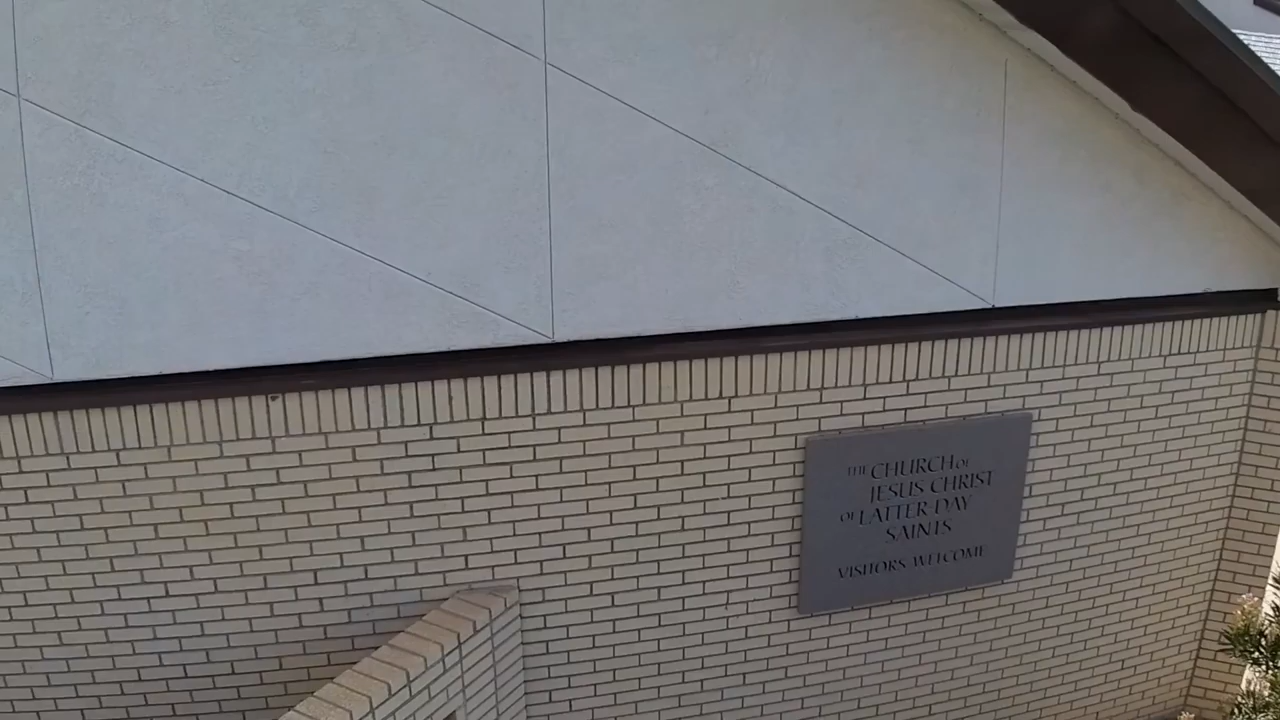 THE CHURCH OF
JESUS CHRIST
OF LATTER-DAY
SAINTS
VISITORS WELCOME